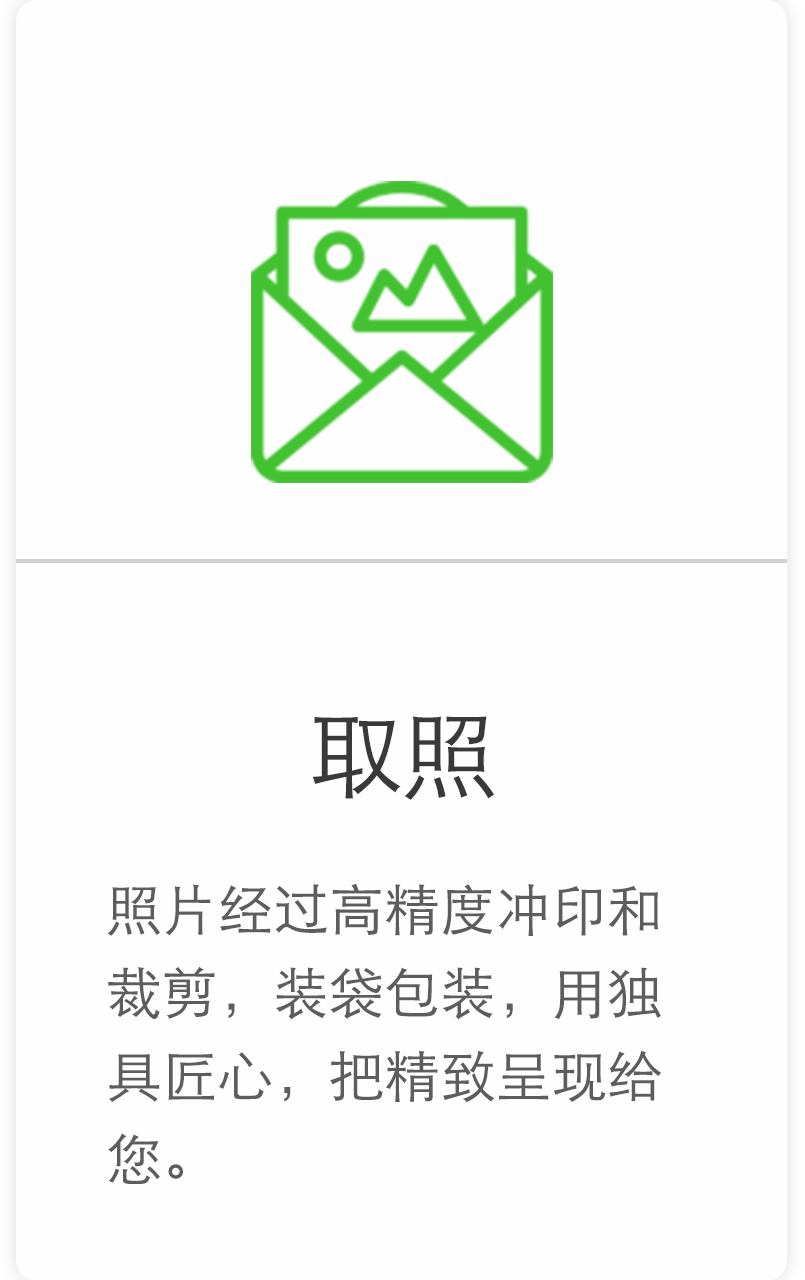 取照
照片经过高精度冲印和
裁剪，装袋包装，用独
具匠心，把精致呈现给
您。